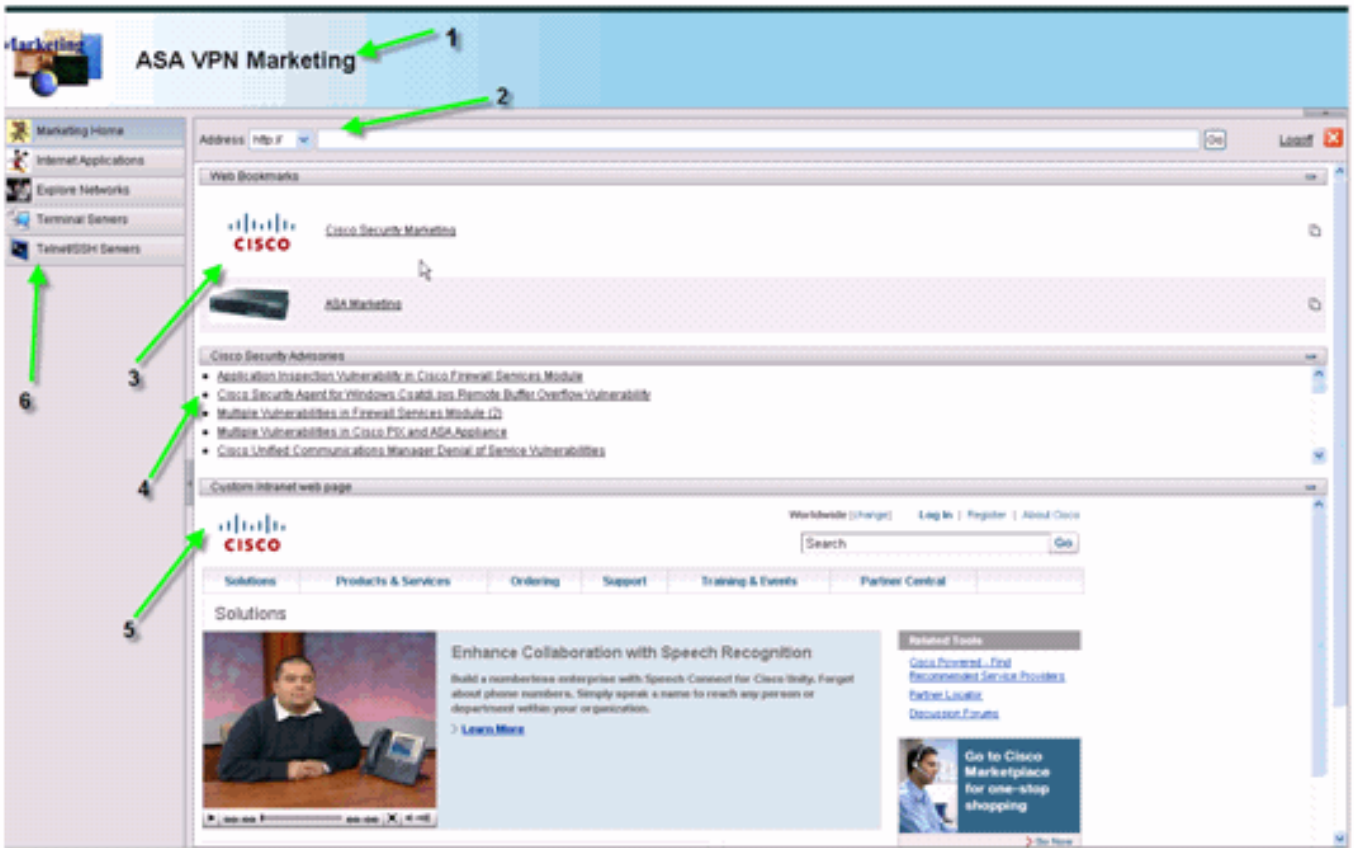 Marketing
ASA VPN Marketing
1
2
Marketing Home
Internet Applications
Explore Networks
Terminal Servers
Telnet/SSH Servers
6
Address http://
Go
Logoff
Web Bookmarks
CISCO
Cisco Security Marketing
ASA Marketing
3
Cisco Security Advisories
Application Inspection Vulnerability in Cisco Firewall Services Module
Cisco Security Agent for Windows System Remote Buffer Overflow Vulnerability
Multiple Vulnerabilities in Firewall Services Module (2)
Multiple Vulnerabilities in Cisco PIX and ASA Appliance
Cisco Unified Communications Manager Denial of Service Vulnerabilities
4
Custom Intranet web page
CISCO
Worldwide [change] Log In | Register | About Cisco
Search Go
5
Solutions Products & Services Ordering Support Training & Events Partner Central
Solutions
Enhance Collaboration with Speech Recognition
Build a numberless enterprise with Speech Connect for Cisco Unity. Forget
about phone numbers. Simply speak a name to reach any person or
department within your organization.
Learn More
00:00 00:00
Related Tools
Cisco Powered - Find
Recommended Service Providers
Partner Locator
Discussion Forums
Go to Cisco
Marketplace
for one-stop
shopping
Go Now